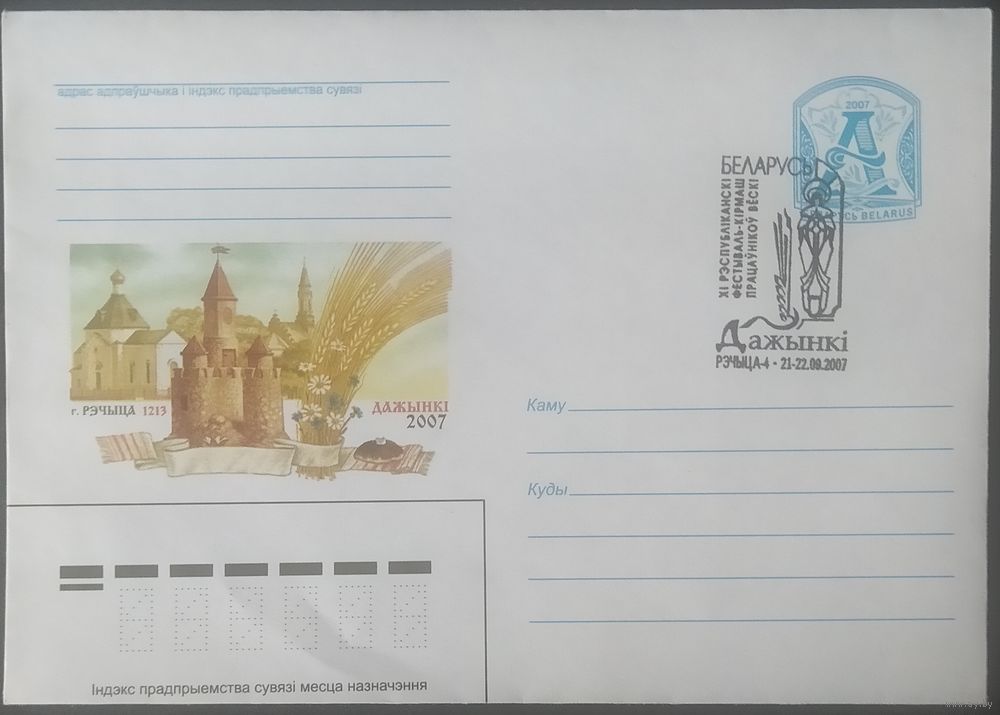 адрас адпраўшчыка і індэкс прадпрыемства сувязі
2007
А
БЕЛАРУСЬ BELARUS
БЕЛАРУСЬ
XI РЭСПУБЛІКАНСКІ
ФЕСТЫВАЛЬ-КІРМАШ
ПРАЦАЎНІКОЎ ВЁСКІ
Дажынкі
РЭЧЫЦА-4 • 21-22.09.2007
г. РЭЧЫЦА 1213
ДАЖЫНКІ
2007
Каму
Куды
Індэкс прадпрыемства сувязі месца назначэння